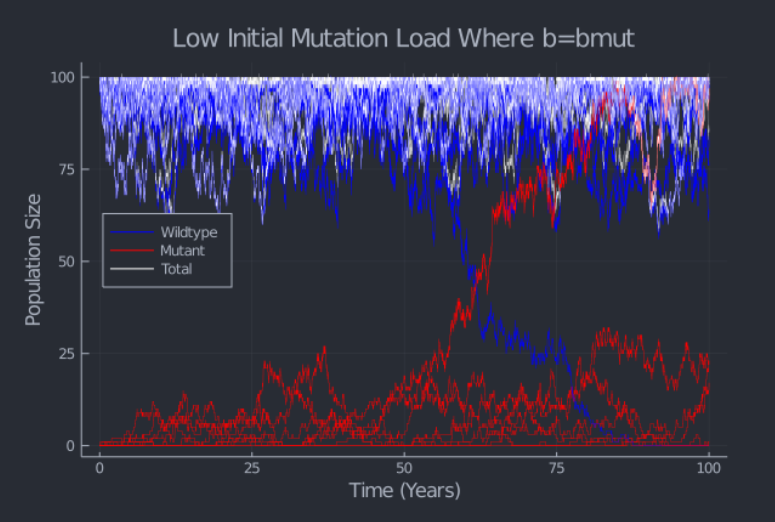 Low Initial Mutation Load Where b=bmut
100
75
50
25
0
Population Size
Wildtype
Mutant
Total
0 25 50 75 100
Time (Years)